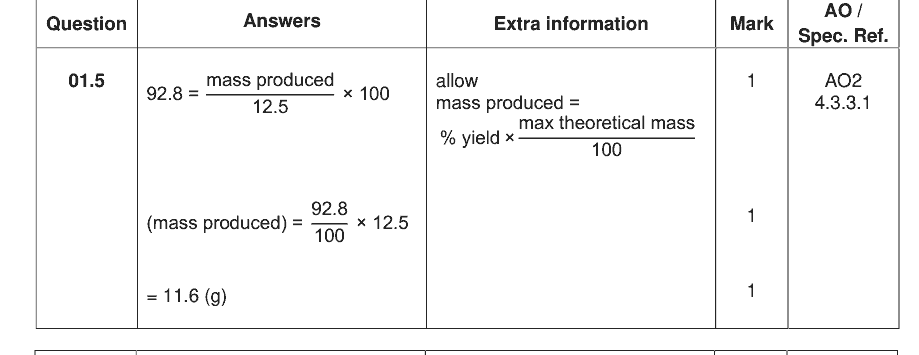 Question Answers Extra information Mark AO / Spec. Ref.
01.5 92.8 = mass produced / 12.5 × 100 allow 1 AO2
mass produced = 4.3.3.1
% yield × max theoretical mass / 100
(mass produced) = 92.8 / 100 × 12.5 1
= 11.6 (g) 1